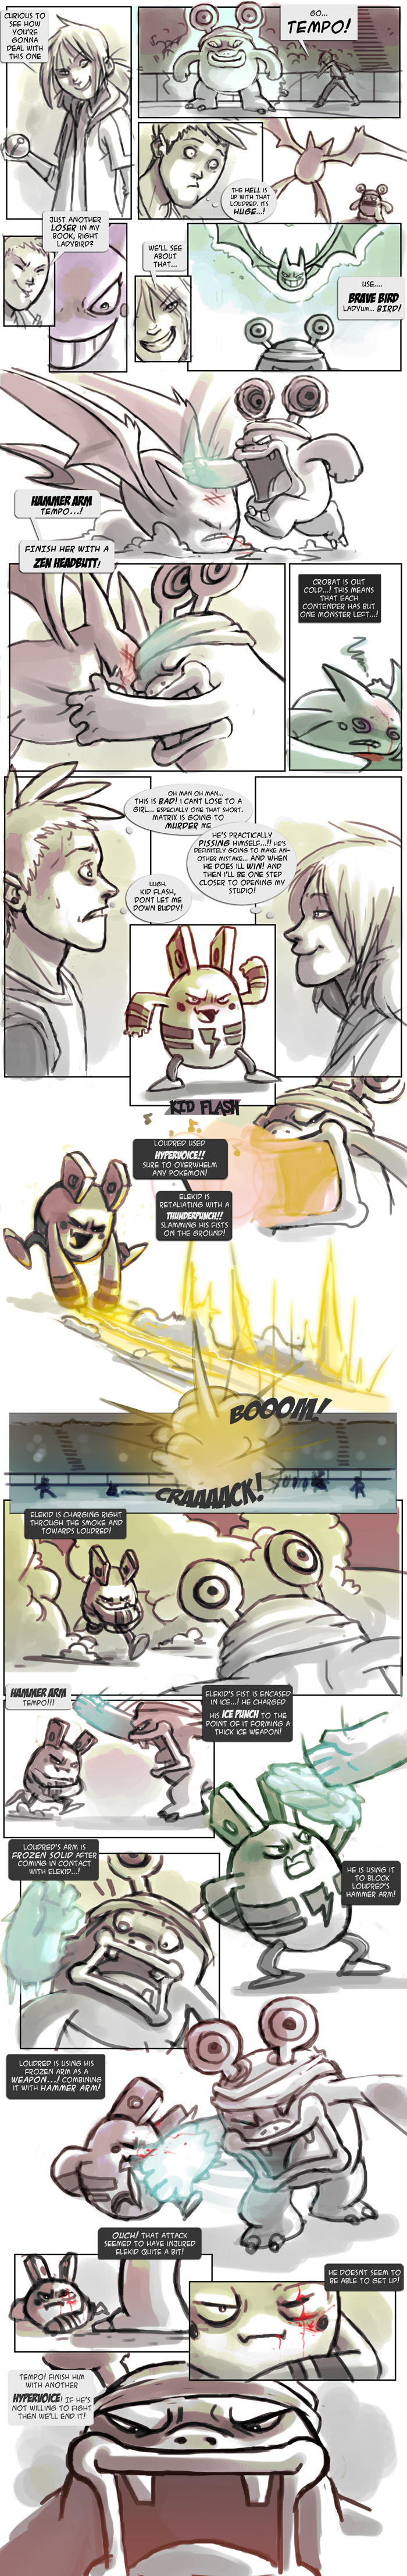 CURIOUS TO
SEE HOW
YOU'RE
GONNA
DEAL WITH
THIS ONE
GO...
TEMPO!
THE HELL IS
UP WITH THAT
LOUDRED. ITS
HUGE...!
JUST ANOTHER
LOSER IN MY
BOOK, RIGHT
LADYBIRD?
WE'LL SEE
ABOUT
THAT...
USE....
BRAVE BIRD
LADYUM... BIRD!
HAMMER ARM
TEMPO...!
FINISH HER WITH A
ZEN HEADBUTT!
CROBAT IS OUT
COLD...! THIS MEANS
THAT EACH
CONTENDER HAS BUT
ONE MONSTER LEFT...!
OH MAN OH MAN...
THIS IS BAD! I CANT LOSE TO A
GIRL... ESPECIALLY ONE THAT SHORT.
MATRIX IS GOING TO
MURDER ME
HE'S PRACTICALLY
PISSING HIMSELF...!! HE'S
DEFINITELY GOING TO MAKE AN-
OTHER MISTAKE... AND WHEN
HE DOES ILL WIN! AND
THEN I'LL BE ONE STEP
CLOSER TO OPENING MY
STUDIO!
UUGH.
KID FLASH,
DONT LET ME
DOWN BUDDY!
KID FLASH
LOUDRED USED
HYPERVOICE!!
SURE TO OVERWHELM
ANY POKEMON!
ELEKID IS
RETALIATING WITH A
THUNDERPUNCH!!
SLAMMING HIS FISTS
ON THE GROUND!
BOOOM!
CRAAAACK!
ELEKID IS CHARGING RIGHT
THROUGH THE SMOKE AND
TOWARDS LOUDRED!
HAMMER ARM
TEMPO!!!
ELEKID'S FIST IS ENCASED
IN ICE...! HE CHARGED
HIS ICE PUNCH TO THE
POINT OF IT FORMING A
THICK ICE WEAPON!
LOUDRED'S ARM IS
FROZEN SOLID AFTER
COMING IN CONTACT
WITH ELEKID...!
HE IS USING IT
TO BLOCK
LOUDRED'S
HAMMER ARM!
LOUDRED IS USING HIS
FROZEN ARM AS A
WEAPON...! COMBINING
IT WITH HAMMER ARM!
OUCH! THAT ATTACK
SEEMED TO HAVE INJURED
ELEKID QUITE A BIT!
HE DOESNT SEEM TO
BE ABLE TO GET UP!
TEMPO! FINISH HIM
WITH ANOTHER
HYPERVOICE! IF HE'S
NOT WILLING TO FIGHT
THEN WE'LL END IT!